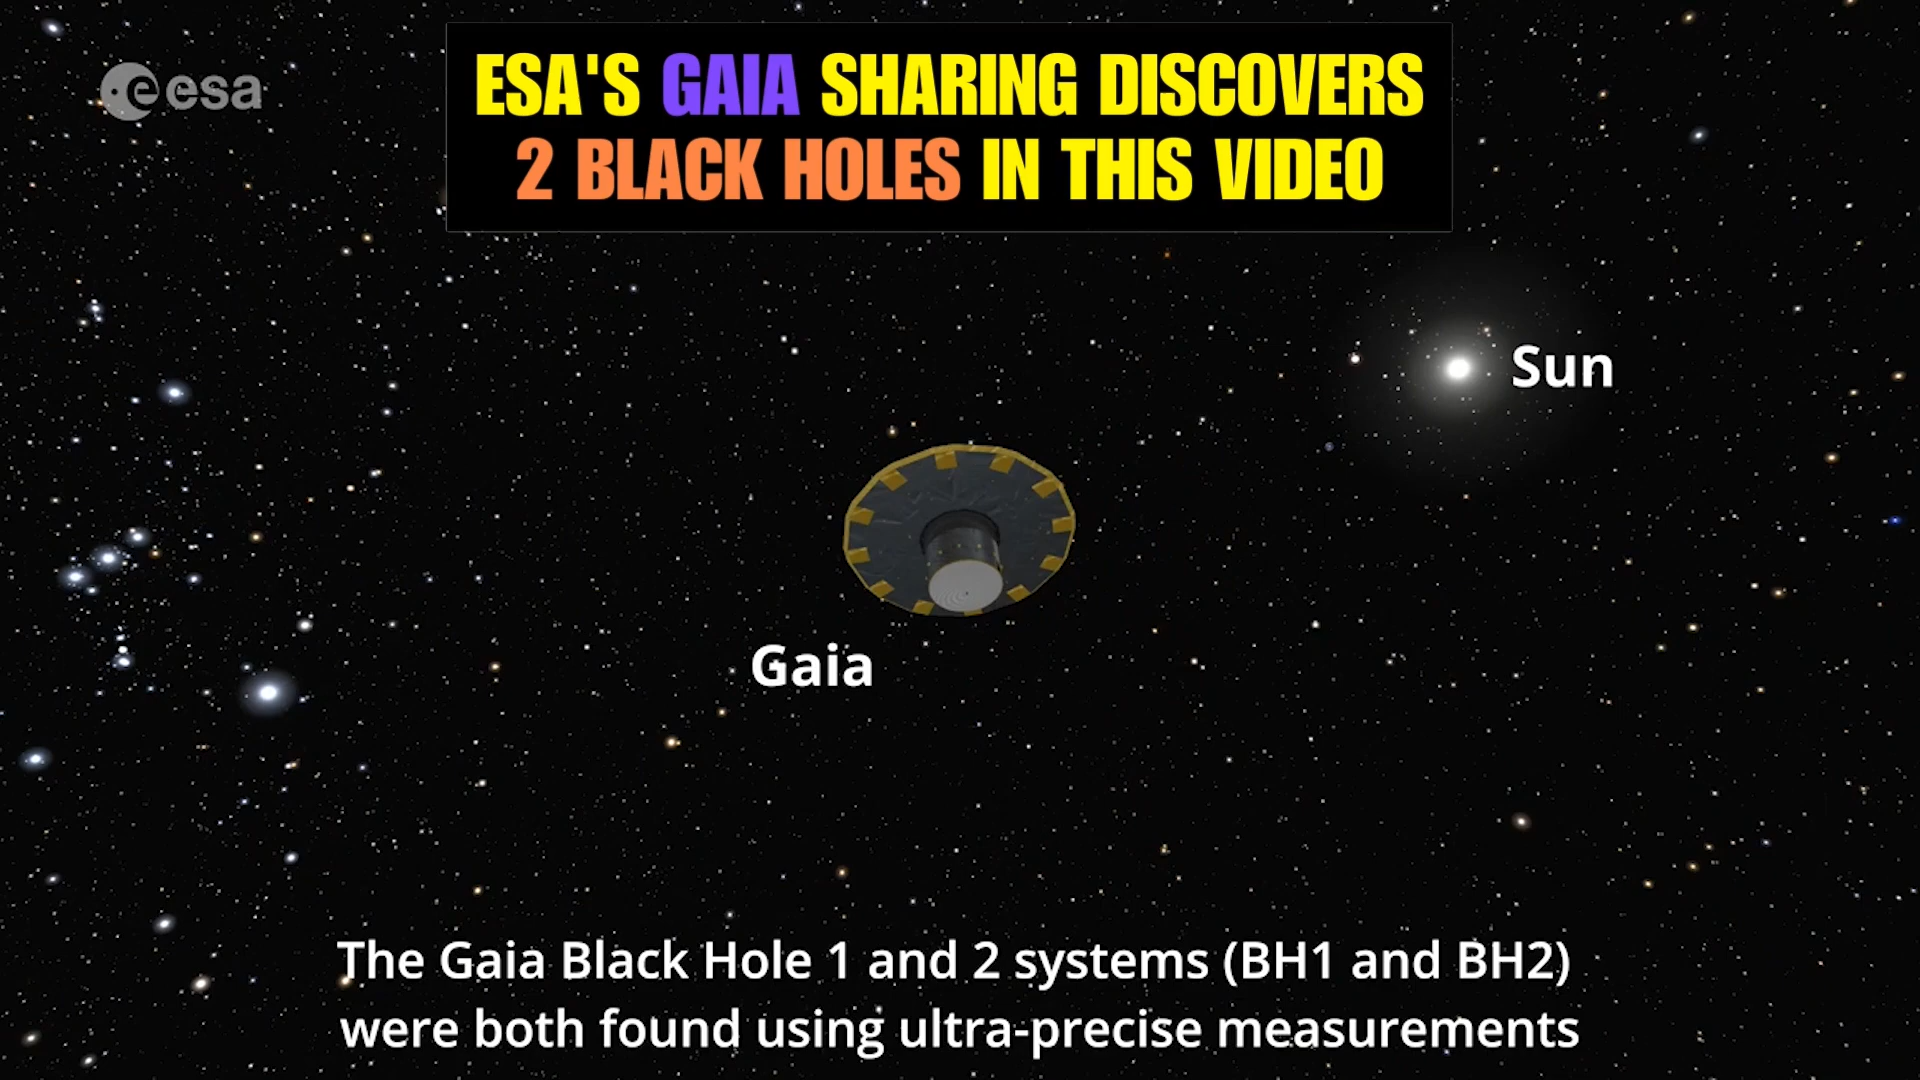 esa
ESA'S GAIA SHARING DISCOVERS
2 BLACK HOLES IN THIS VIDEO
Sun
Gaia
The Gaia Black Hole 1 and 2 systems (BH1 and BH2)
were both found using ultra-precise measurements